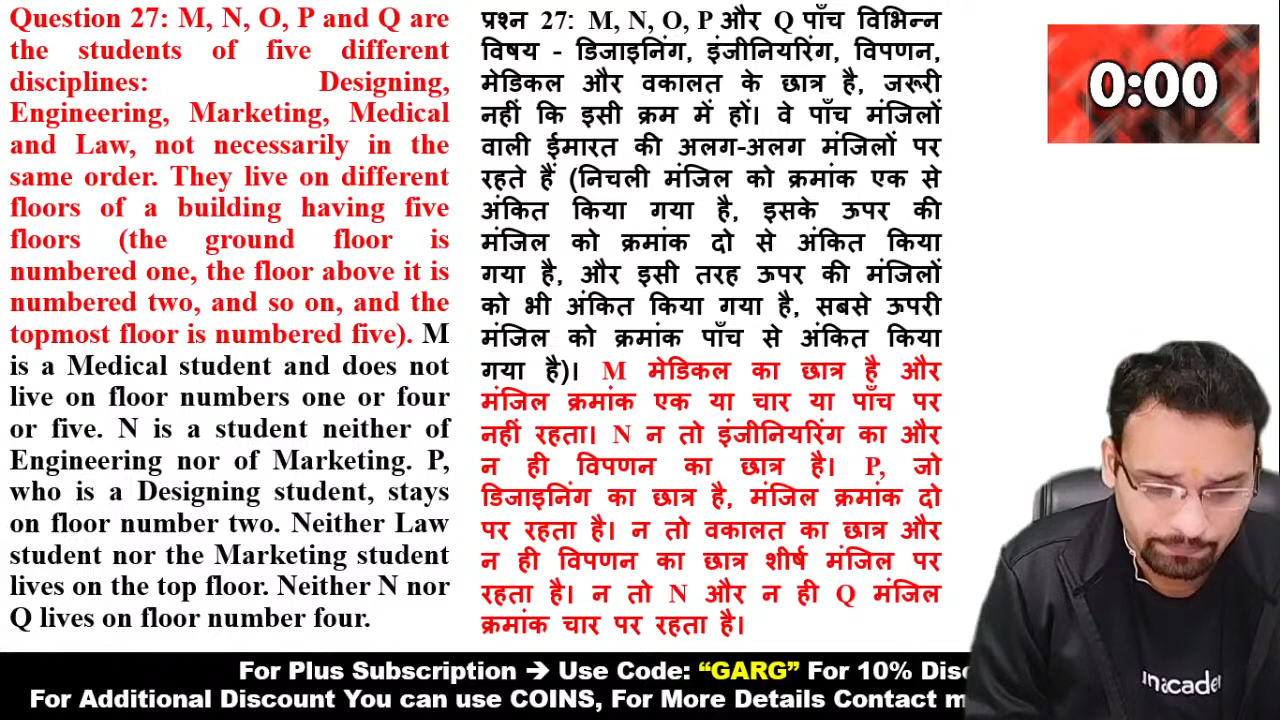 Question 27: M, N, O, P and Q are
the students of five different
disciplines: Designing,
Engineering, Marketing, Medical
and Law, not necessarily in the
same order. They live on different
floors of a building having five
floors (the ground floor is
numbered one, the floor above it is
numbered two, and so on, and the
topmost floor is numbered five). M
is a Medical student and does not
live on floor numbers one or four
or five. N is a student neither of
Engineering nor of Marketing. P,
who is a Designing student, stays
on floor number two. Neither Law
student nor the Marketing student
lives on the top floor. Neither N nor
Q lives on floor number four.
प्रश्न 27: M, N, O, P और Q पाँच विभिन्न
विषय - डिजाइनिंग, इंजीनियरिंग, विपणन,
मेडिकल और वकालत के छात्र है, जरूरी
नहीं कि इसी क्रम में हों। वे पाँच मंजिलों
वाली ईमारत की अलग-अलग मंजिलों पर
रहते हैं (निचली मंजिल को क्रमांक एक से
अंकित किया गया है, इसके ऊपर की
मंजिल को क्रमांक दो से अंकित किया
गया है, और इसी तरह ऊपर की मंजिलों
को भी अंकित किया गया है, सबसे ऊपरी
मंजिल को क्रमांक पाँच से अंकित किया
गया है)। M मेडिकल का छात्र है और
मंजिल क्रमांक एक या चार या पाँच पर
नहीं रहता। N न तो इंजीनियरिंग का और
न ही विपणन का छात्र है। P, जो
डिजाइनिंग का छात्र है, मंजिल क्रमांक दो
पर रहता है। न तो वकालत का छात्र और
न ही विपणन का छात्र शीर्ष मंजिल पर
रहता है। न तो N और न ही Q मंजिल
क्रमांक चार पर रहता है।
0:00
For Plus Subscription → Use Code: “GARG” For 10%
For Additional Discount You can use COINS, For More Details Contact